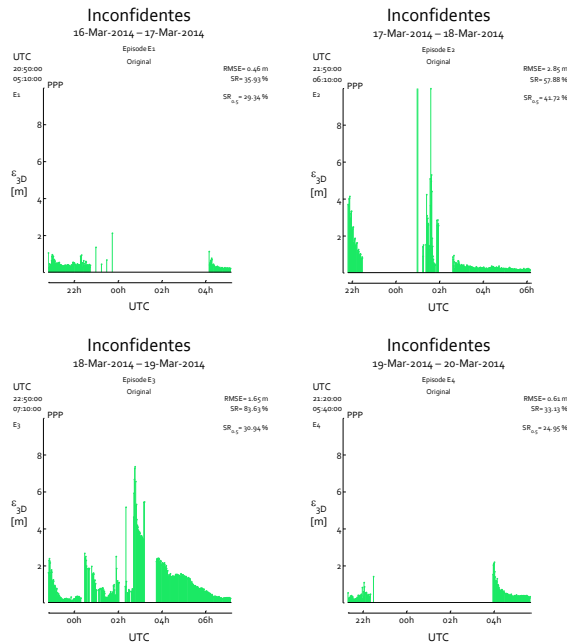 Inconfidentes
16-Mar-2014 – 17-Mar-2014
Episode E1
Original
UTC
20:50:00
05:10:00
E1
RMSE= 0.46 m
SR= 35.93 %
SR0.5 = 29.34 %
PPP
8
6
4
2
ε3D
[m]
22h 00h 02h 04h
UTC
Inconfidentes
17-Mar-2014 – 18-Mar-2014
Episode E2
Original
UTC
21:50:00
06:10:00
E2
RMSE= 2.85 m
SR= 57.88 %
SR0.5 = 41.72 %
PPP
8
6
4
2
ε3D
[m]
22h 00h 02h 04h 06h
UTC
Inconfidentes
18-Mar-2014 – 19-Mar-2014
Episode E3
Original
UTC
22:50:00
07:10:00
E3
RMSE= 1.65 m
SR= 83.63 %
SR0.5 = 30.94 %
PPP
8
6
4
2
ε3D
[m]
00h 02h 04h 06h
UTC
Inconfidentes
19-Mar-2014 – 20-Mar-2014
Episode E4
Original
UTC
21:20:00
05:40:00
E4
RMSE= 0.61 m
SR= 33.13 %
SR0.5 = 24.95 %
PPP
8
6
4
2
ε3D
[m]
22h 00h 02h 04h
UTC